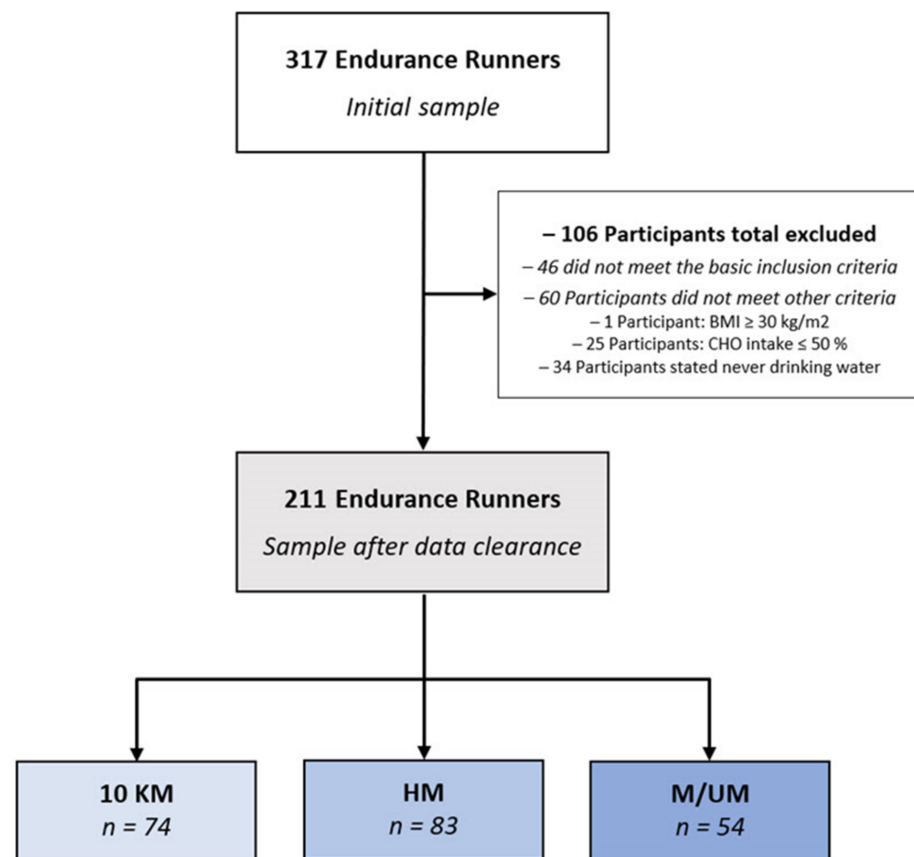 317 Endurance Runners
Initial sample
– 106 Participants total excluded
– 46 did not meet the basic inclusion criteria
– 60 Participants did not meet other criteria
– 1 Participant: BMI ≥ 30 kg/m2
– 25 Participants: CHO intake ≤ 50 %
– 34 Participants stated never drinking water
211 Endurance Runners
Sample after data clearance
10 KM
n = 74
HM
n = 83
M/UM
n = 54